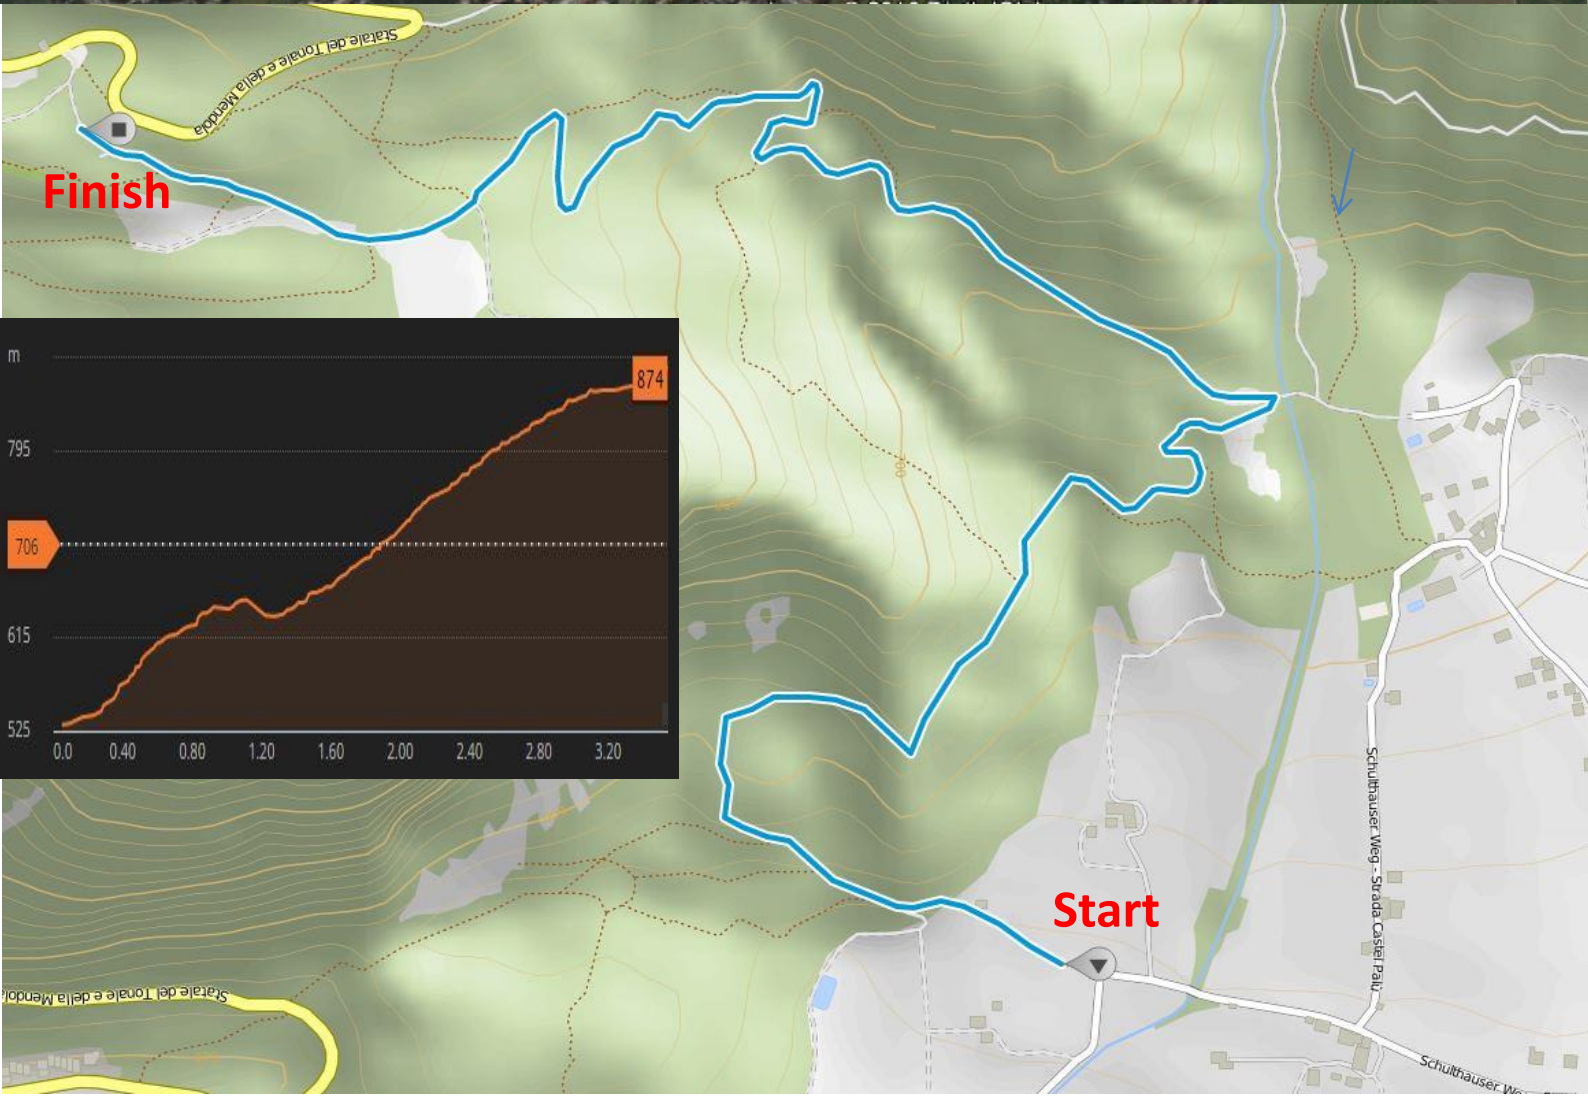 Statale del Tonale e della Mendola
Finish
m
874
795
706
700
615
525
0.0 0.40 0.80 1.20 1.60 2.00 2.40 2.80 3.20
Start
Schulthauser Weg - Strada Castel Palú
Statale del Tonale e della Mendola
Schulthauser We